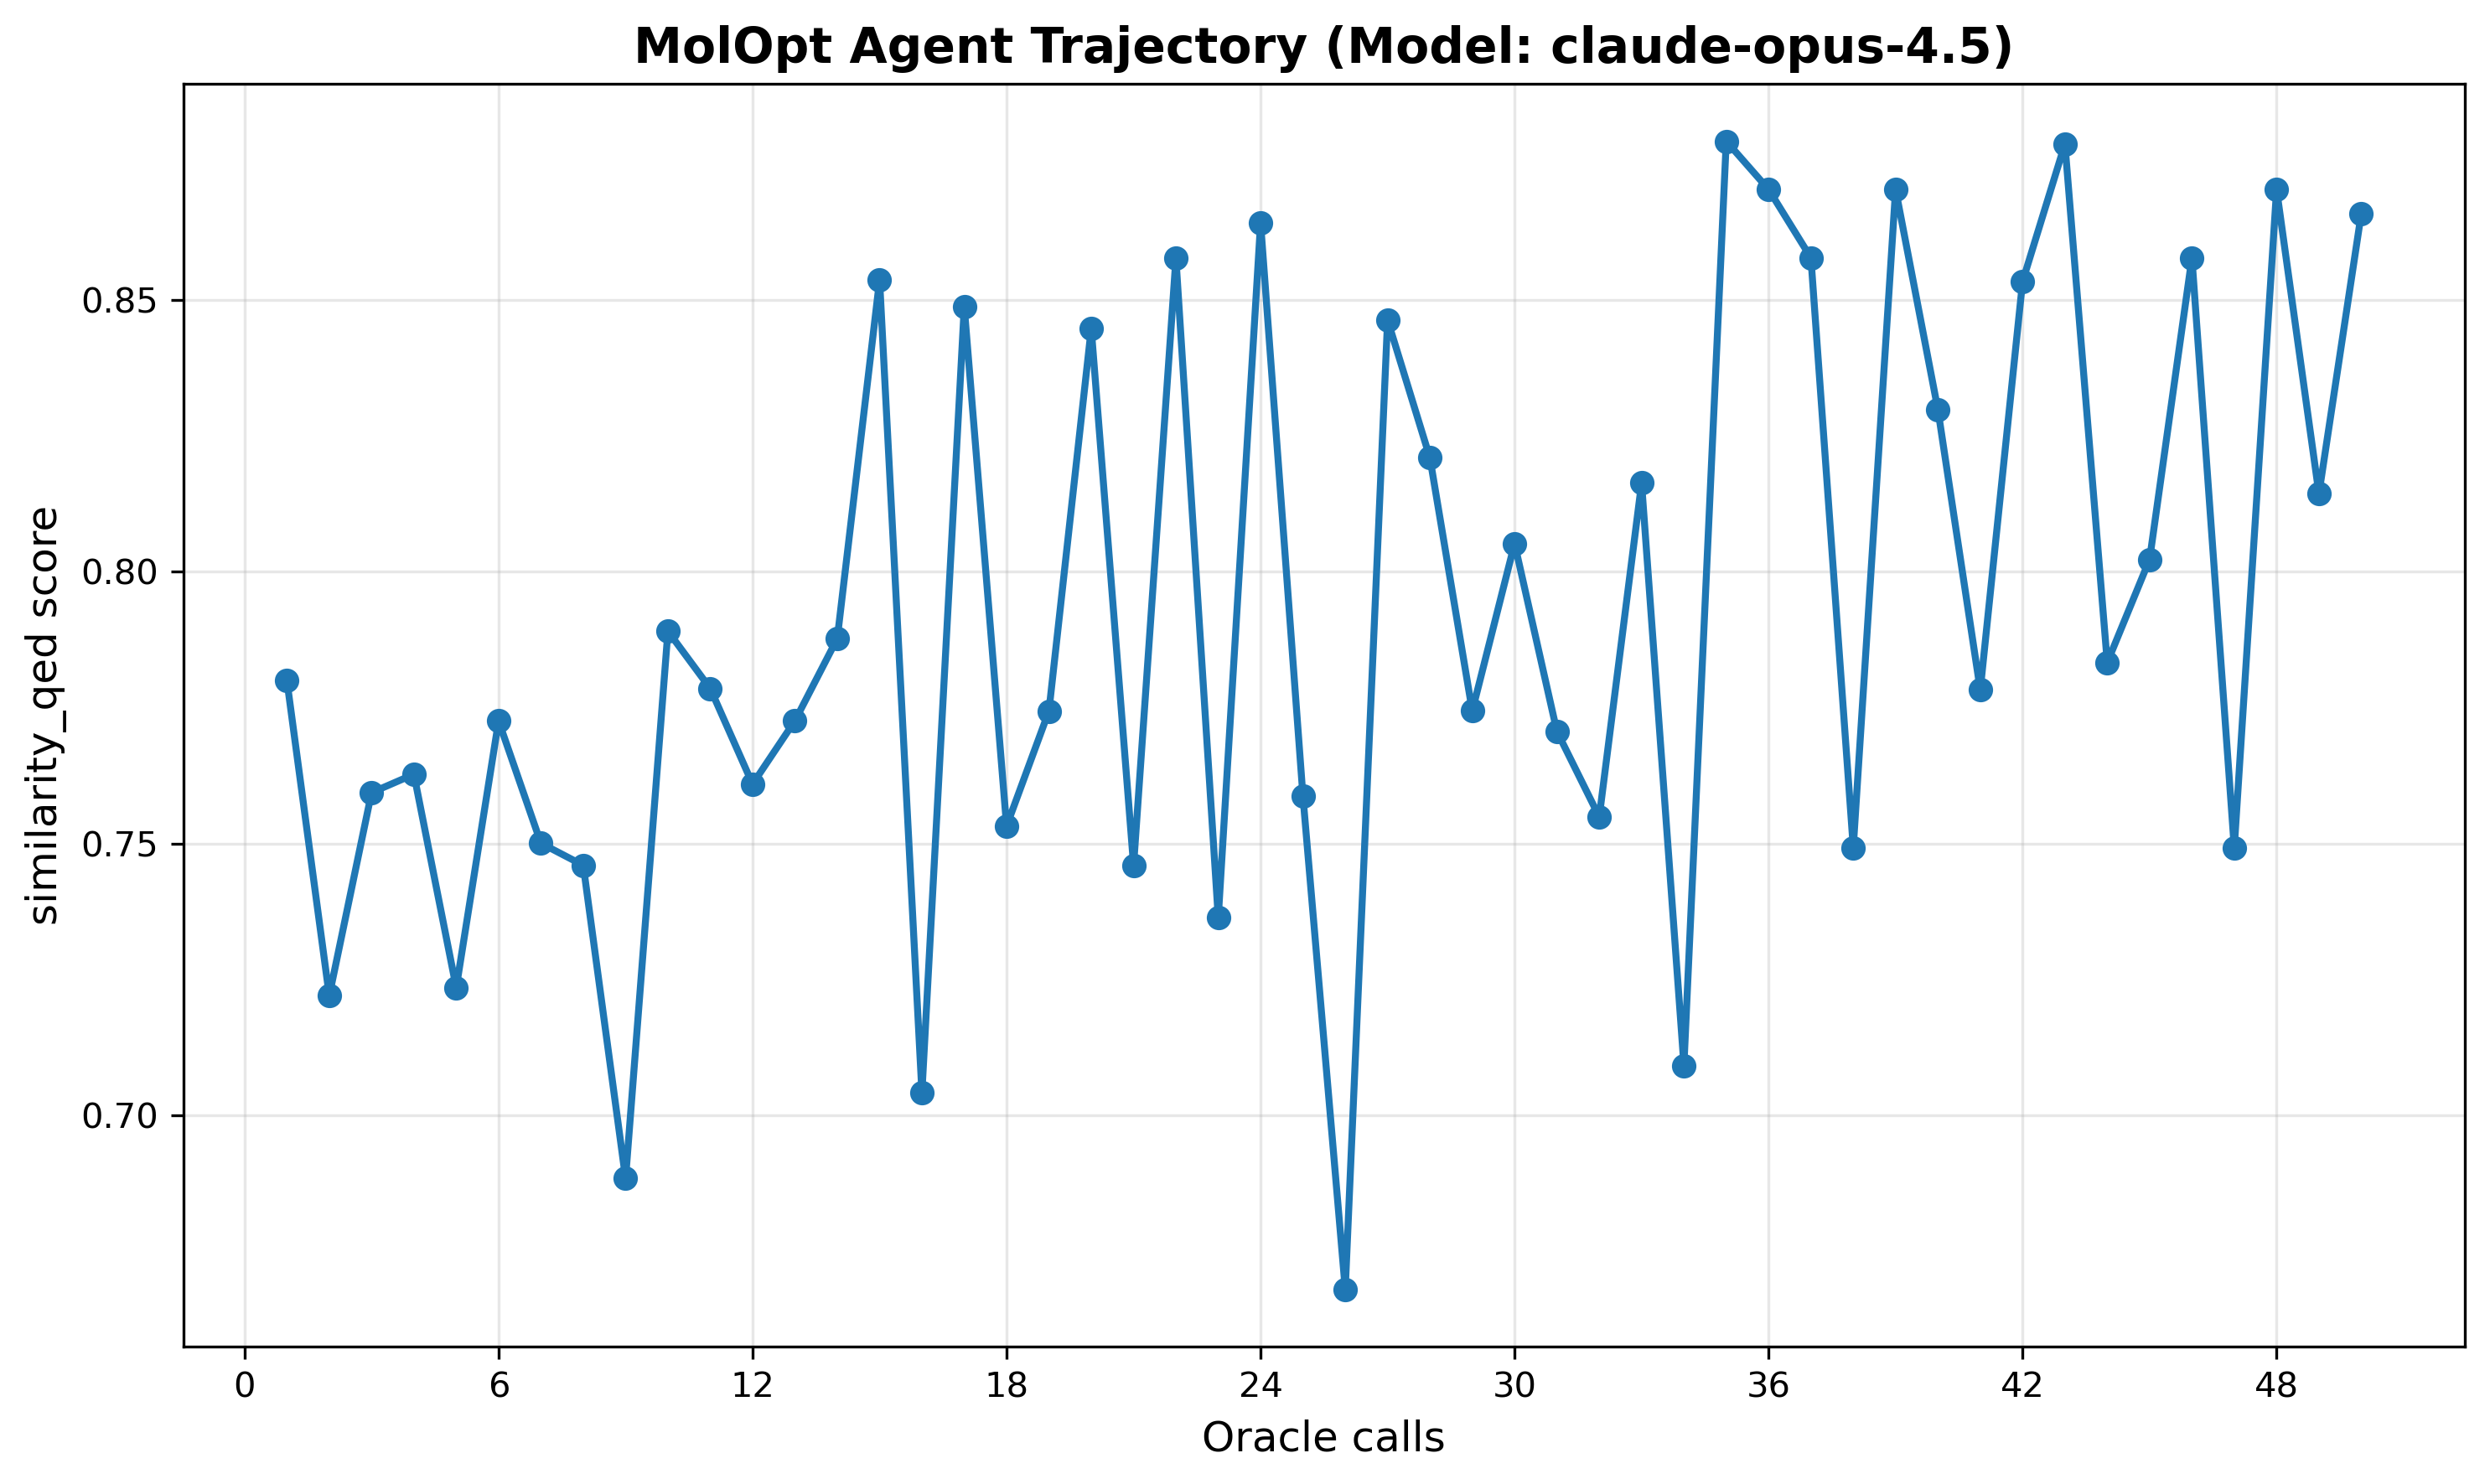 MolOpt Agent Trajectory (Model: claude-opus-4.5)
similarity_qed score
0.85
0.80
0.75
0.70
0 6 12 18 24 30 36 42 48
Oracle calls